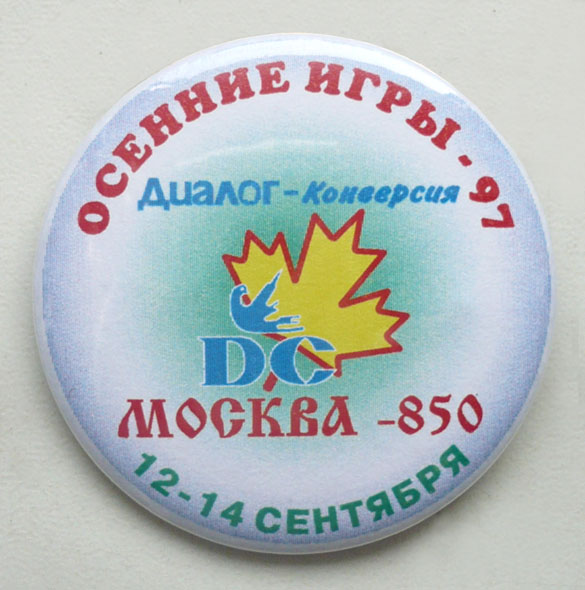 ОСЕННИЕ ИГРЫ - 97
Диалог - Конверсия
DC
МОСКВА -850
12-14 СЕНТЯБРЯ